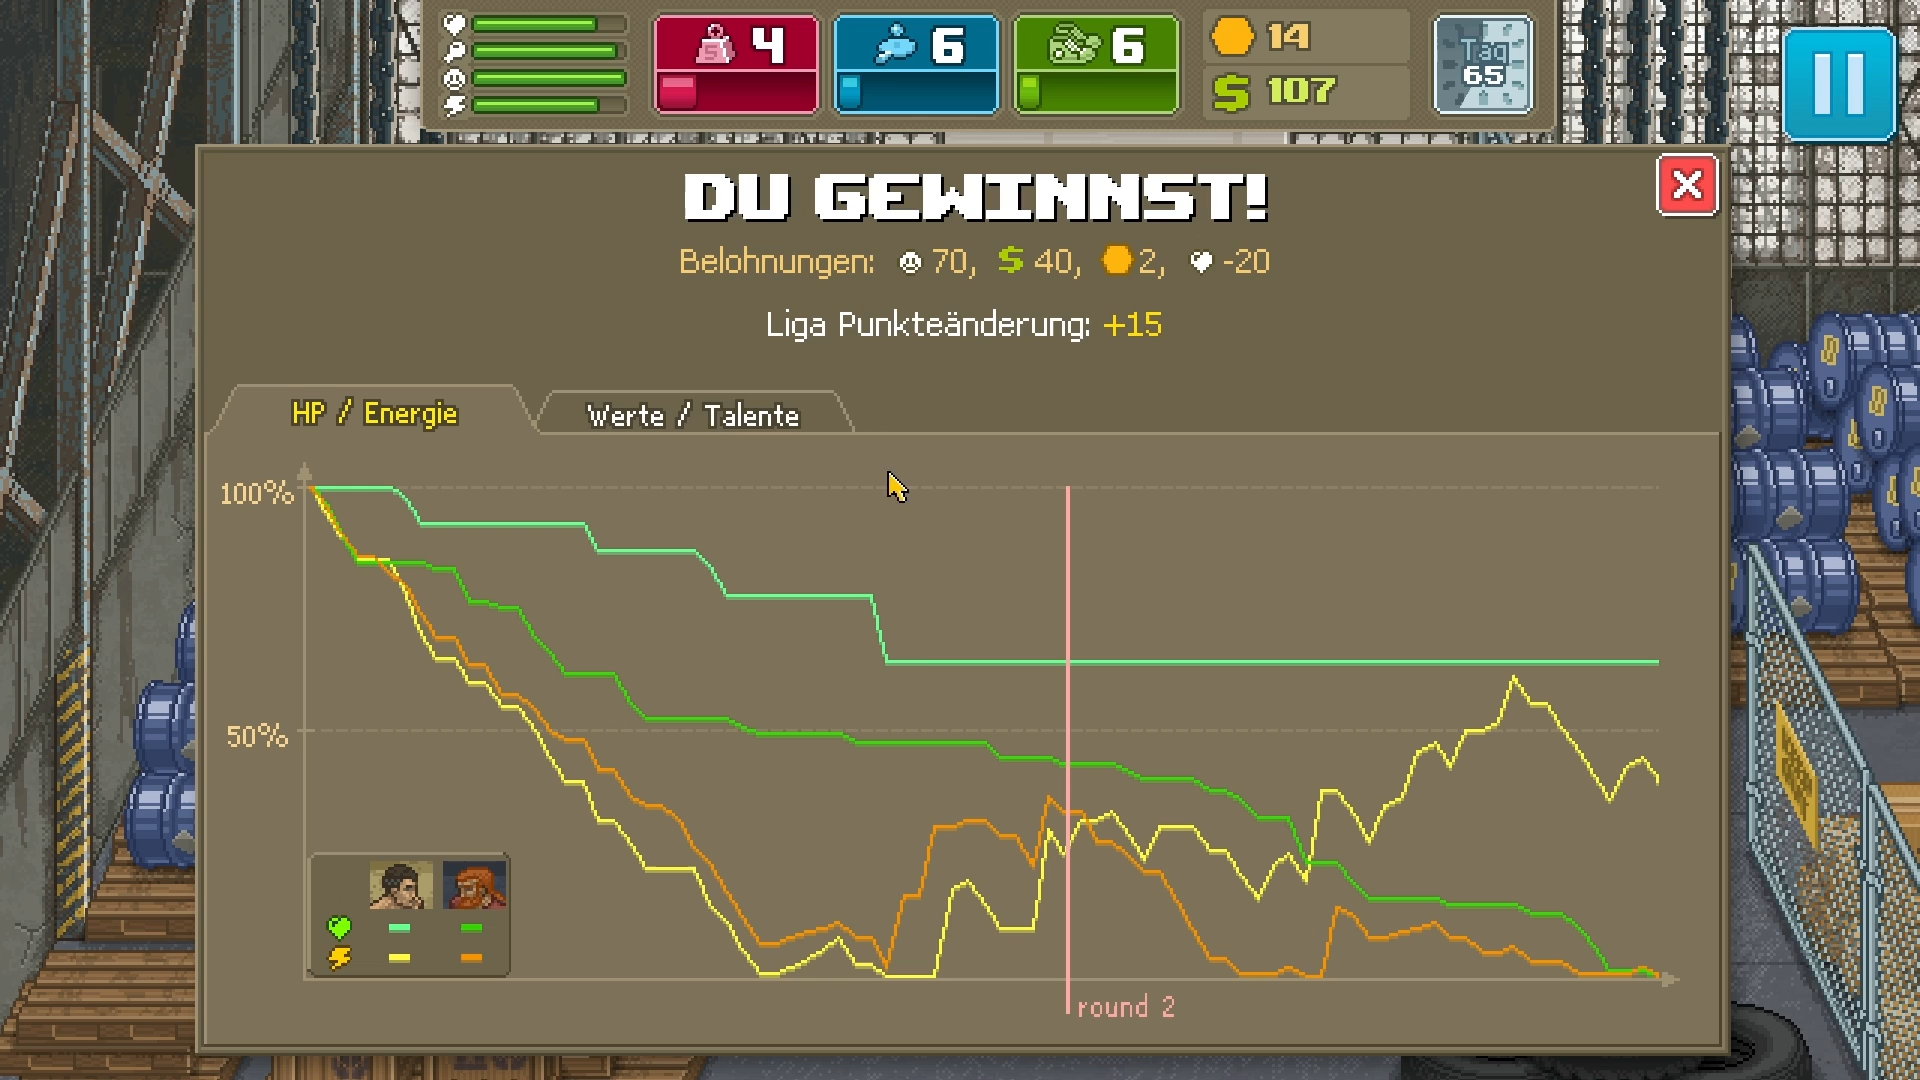 4
6
6
14
107
Tag
65
DU GEWINNST!
Belohnungen: 70, $ 40, 2, -20
Liga Punkteänderung: +15
HP / Energie
Werte / Talente
100%
50%
round 2